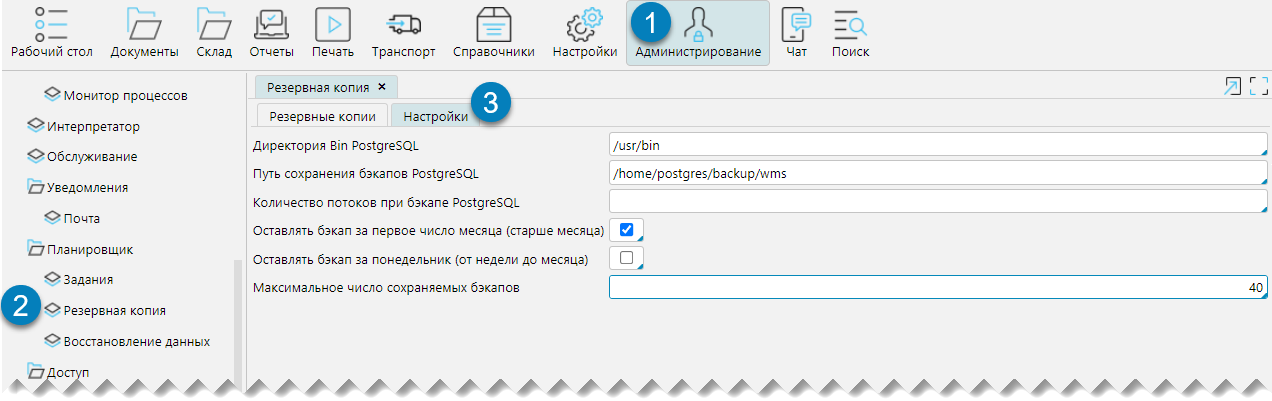 1
Рабочий стол Документы Склад Отчеты Печать Транспорт Справочники Настройки Администрирование Чат Поиск
Монитор процессов
Интерпретатор
Обслуживание
Уведомления
Почта
Планировщик
Задания
2 Резервная копия
Восстановление данных
Доступ
Резервная копия ×
3
Резервные копии Настройки
Директория Bin PostgreSQL /usr/bin
Путь сохранения бэкапов PostgreSQL /home/postgres/backup/wms
Количество потоков при бэкапе PostgreSQL
Оставлять бэкап за первое число месяца (старше месяца)
Оставлять бэкап за понедельник (от недели до месяца)
Максимальное число сохраняемых бэкапов 40